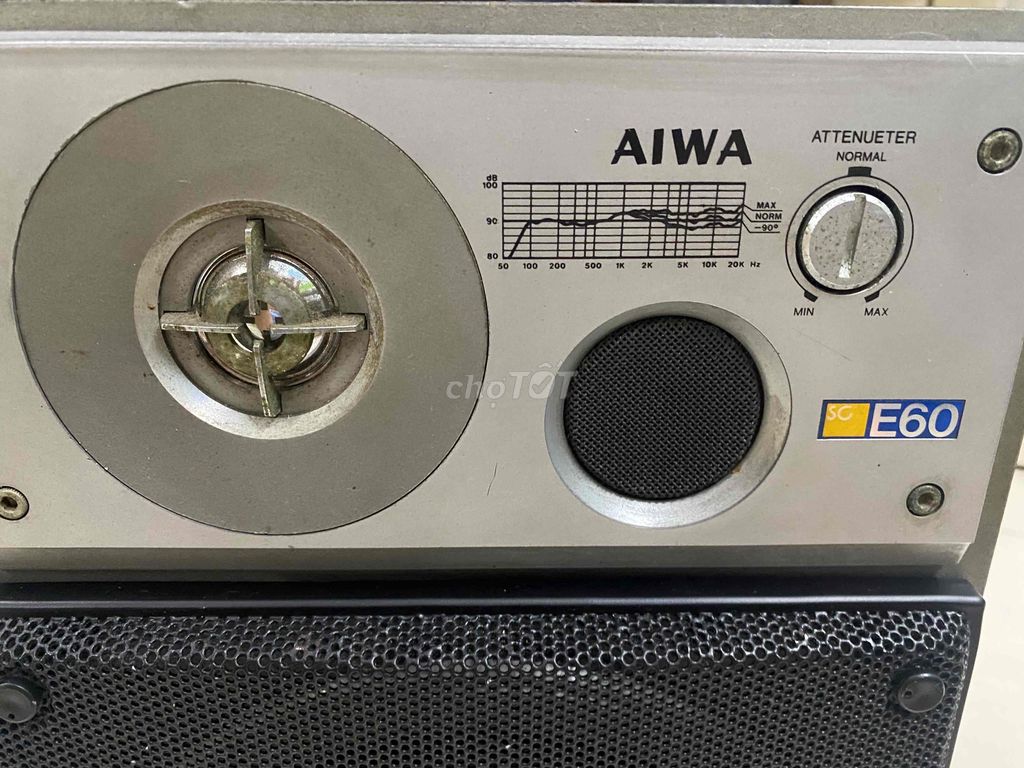 AIWA
ATTENUETER
NORMAL
dB
100
90
80
MAX
NORM
-90°
50 100 200 500 1K 2K 5K 10K 20K Hz
MIN MAX
chợTỐT
SC E60